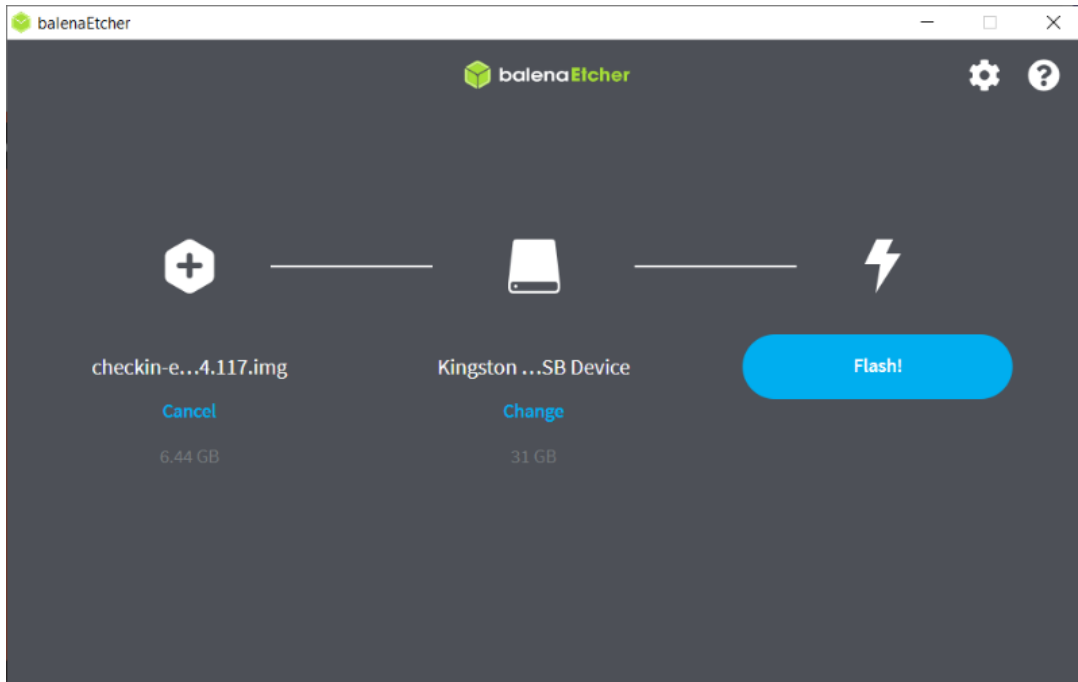 balenaEtcher
balenaEtcher
checkin-e...4.117.img
Cancel
6.44 GB
Kingston ...SB Device
Change
31 GB
Flash!